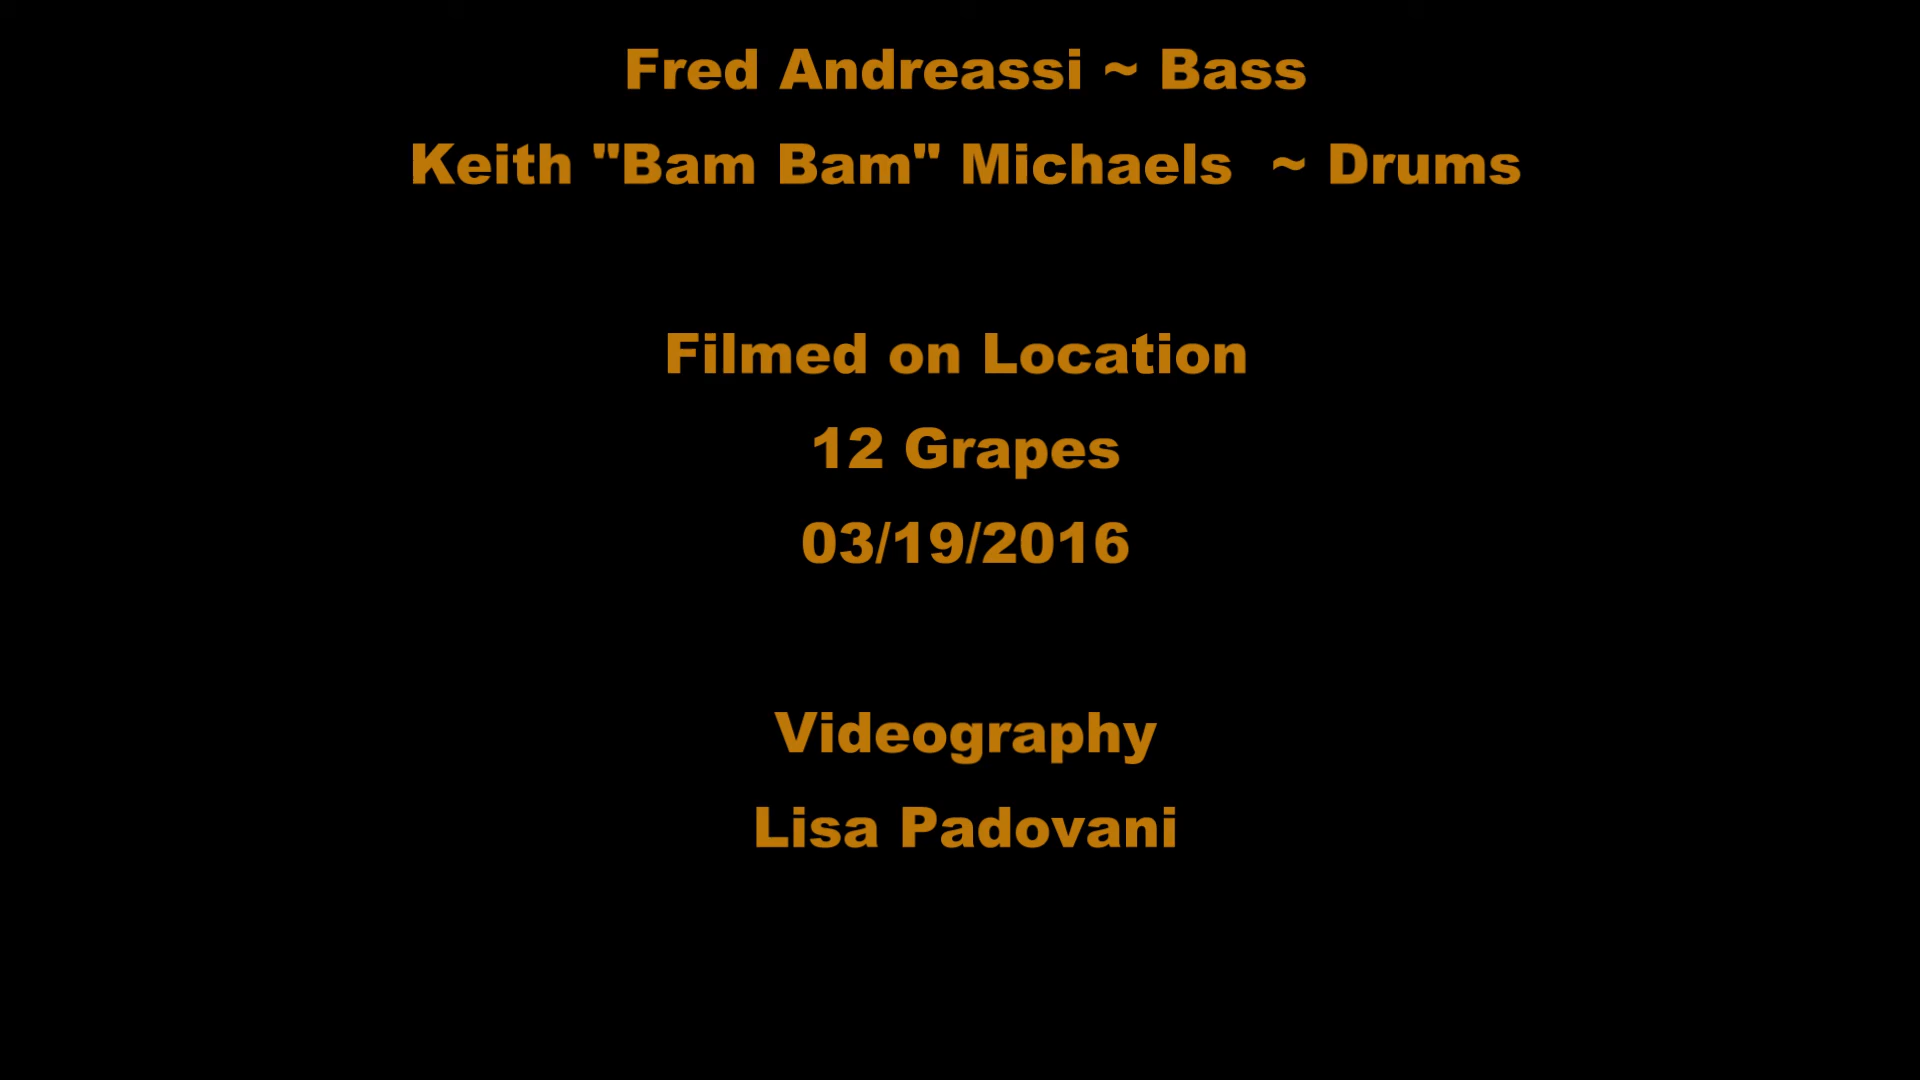 Fred Andreassi ~ Bass
Keith "Bam Bam" Michaels  ~ Drums
Filmed on Location
12 Grapes
03/19/2016
Videography
Lisa Padovani